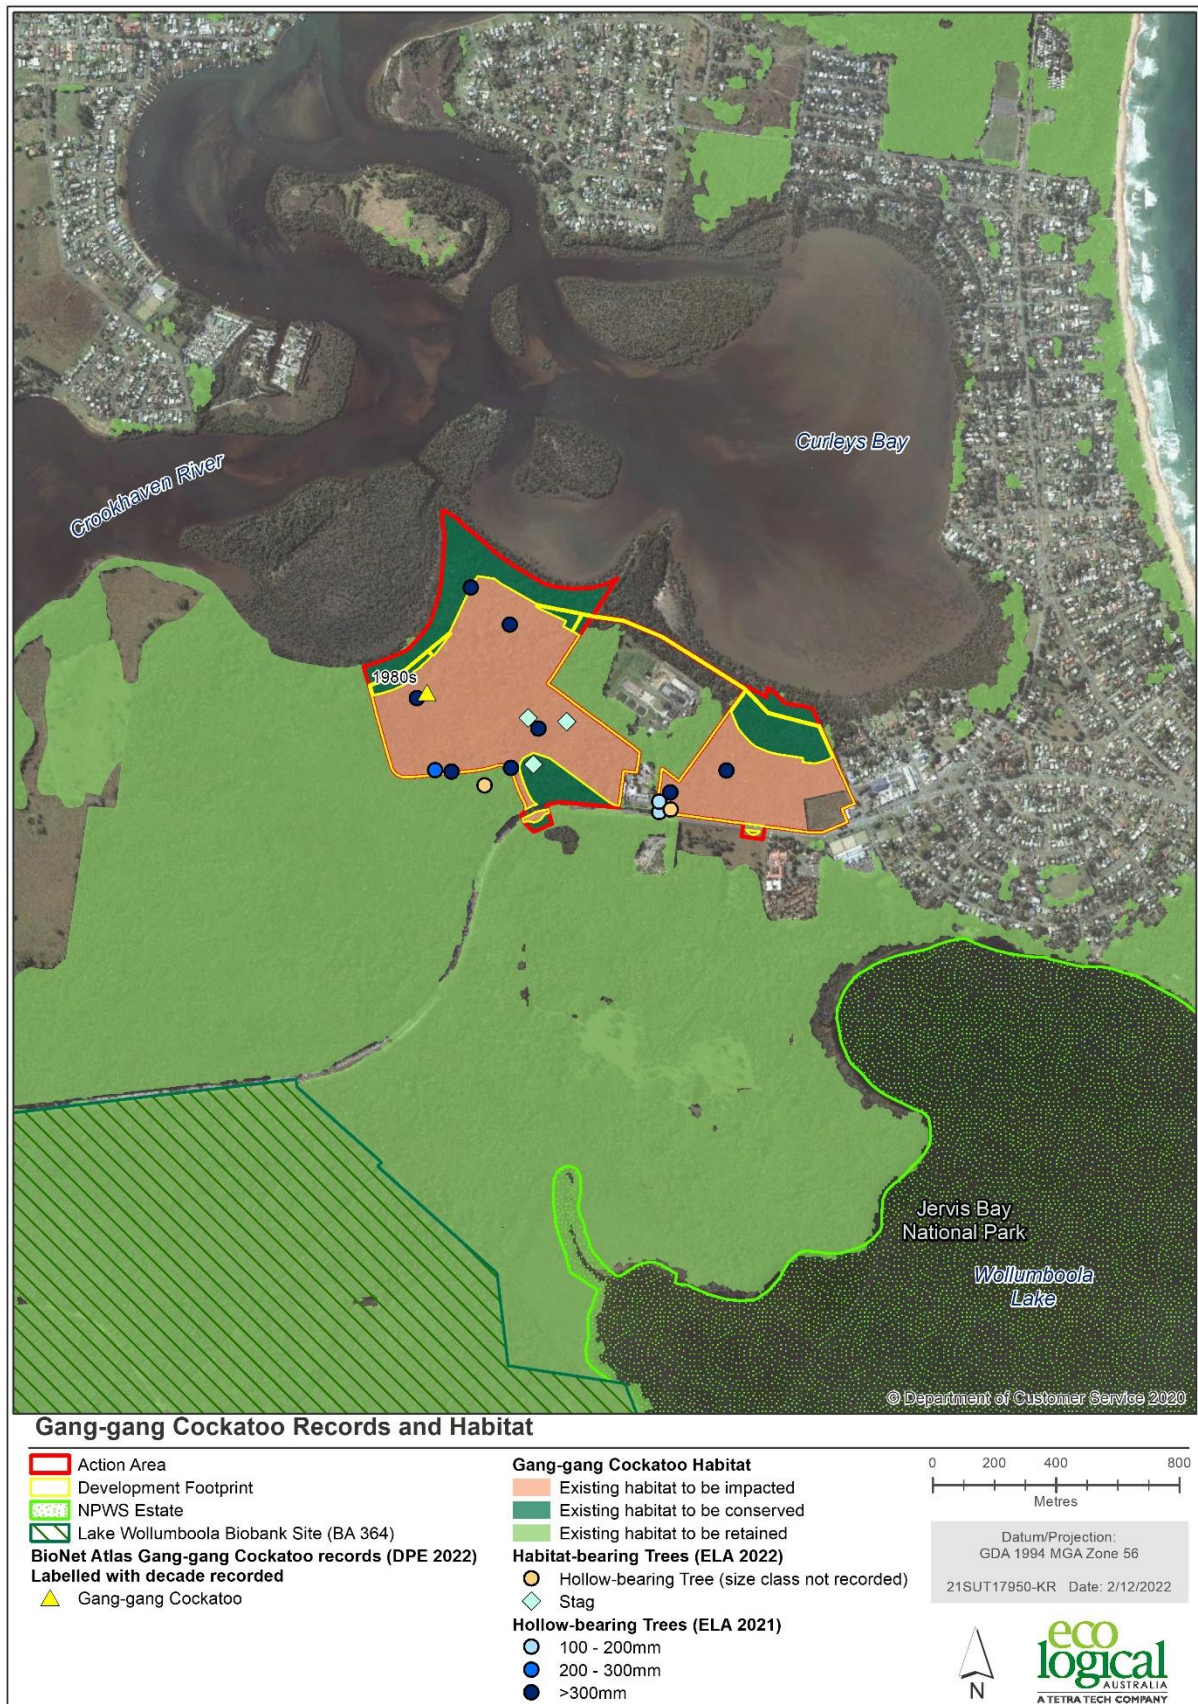 Crookhaven River
Curleys Bay
1980s
Jervis Bay
National Park
Wollumboola
Lake
© Department of Customer Service 2020
Gang-gang Cockatoo Records and Habitat
Action Area
Development Footprint
NPWS Estate
Lake Wollumboola Biobank Site (BA 364)
BioNet Atlas Gang-gang Cockatoo records (DPE 2022)
Labelled with decade recorded
Gang-gang Cockatoo
Gang-gang Cockatoo Habitat
Existing habitat to be impacted
Existing habitat to be conserved
Existing habitat to be retained
Habitat-bearing Trees (ELA 2022)
Hollow-bearing Tree (size class not recorded)
Stag
Hollow-bearing Trees (ELA 2021)
100 - 200mm
200 - 300mm
>300mm
0 200 400 800
Metres
Datum/Projection:
GDA 1994 MGA Zone 56
21SUT17950-KR Date: 2/12/2022
N
eco
logical
AUSTRALIA
A TETRA TECH COMPANY